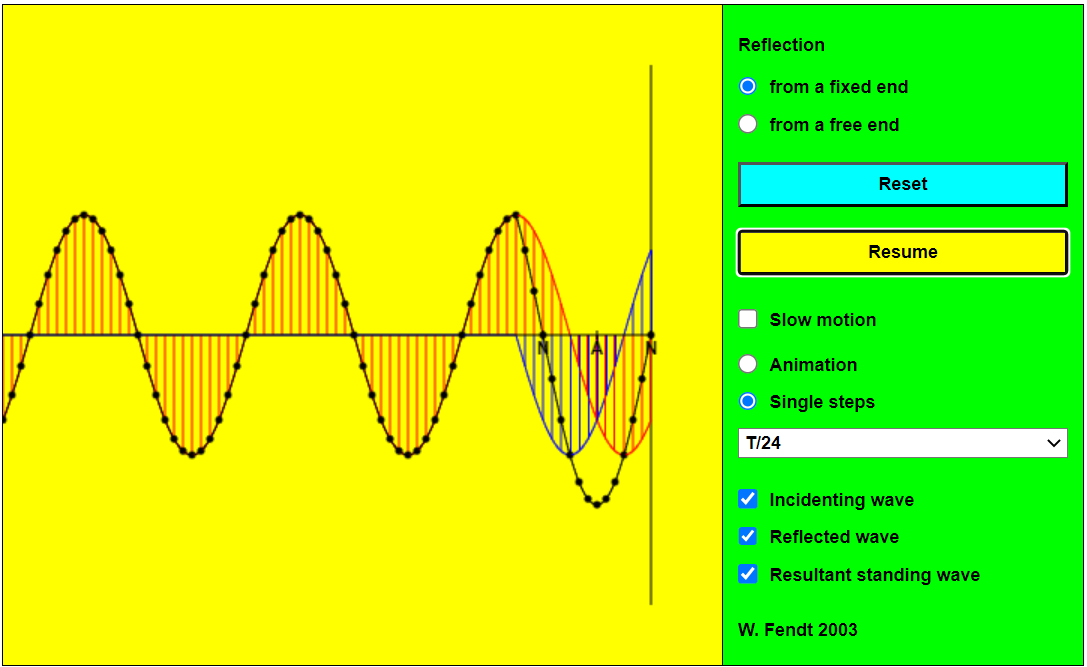 Reflection
from a fixed end
from a free end
Reset
Resume
Slow motion
Animation
Single steps
T/24
Incidenting wave
Reflected wave
Resultant standing wave
W. Fendt 2003
N A N